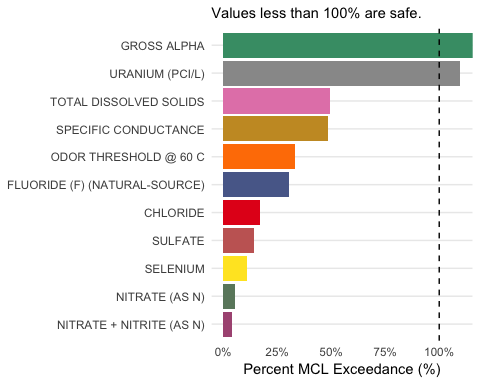 Values less than 100% are safe.
GROSS ALPHA
URANIUM (PCI/L)
TOTAL DISSOLVED SOLIDS
SPECIFIC CONDUCTANCE
ODOR THRESHOLD @ 60 C
FLUORIDE (F) (NATURAL-SOURCE)
CHLORIDE
SULFATE
SELENIUM
NITRATE (AS N)
NITRATE + NITRITE (AS N)
0% 25% 50% 75% 100%
Percent MCL Exceedance (%)